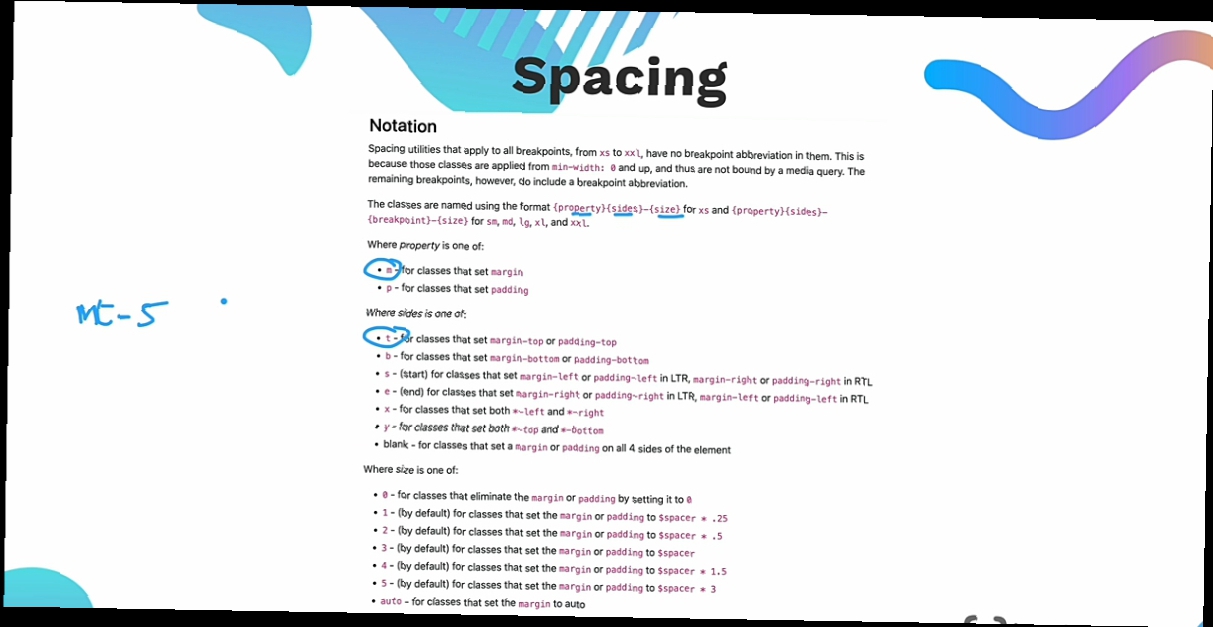 Spacing
Notation
Spacing utilities that apply to all breakpoints, from xs to xxl, have no breakpoint abbreviation in them. This is
because those classes are applied from min-width: 0 and up, and thus are not bound by a media query. The
remaining breakpoints, however, do include a breakpoint abbreviation.
The classes are named using the format {property}{sides}-{size} for xs and {property}{sides}-
{breakpoint}-{size} for sm, md, lg, xl, and xxl.
Where property is one of:
• m - for classes that set margin
• p - for classes that set padding
mt-5
Where sides is one of:
• t - for classes that set margin-top or padding-top
• b - for classes that set margin-bottom or padding-bottom
• s - (start) for classes that set margin-left or padding-left in LTR, margin-right or padding-right in RTL
• e - (end) for classes that set margin-right or padding-right in LTR, margin-left or padding-left in RTL
• x - for classes that set both *-left and *-right
• y - for classes that set both *-top and *-bottom
• blank - for classes that set a margin or padding on all 4 sides of the element
Where size is one of:
• 0 - for classes that eliminate the margin or padding by setting it to 0
• 1 - (by default) for classes that set the margin or padding to $spacer * .25
• 2 - (by default) for classes that set the margin or padding to $spacer * .5
• 3 - (by default) for classes that set the margin or padding to $spacer
• 4 - (by default) for classes that set the margin or padding to $spacer * 1.5
• 5 - (by default) for classes that set the margin or padding to $spacer * 3
• auto - for classes that set the margin to auto